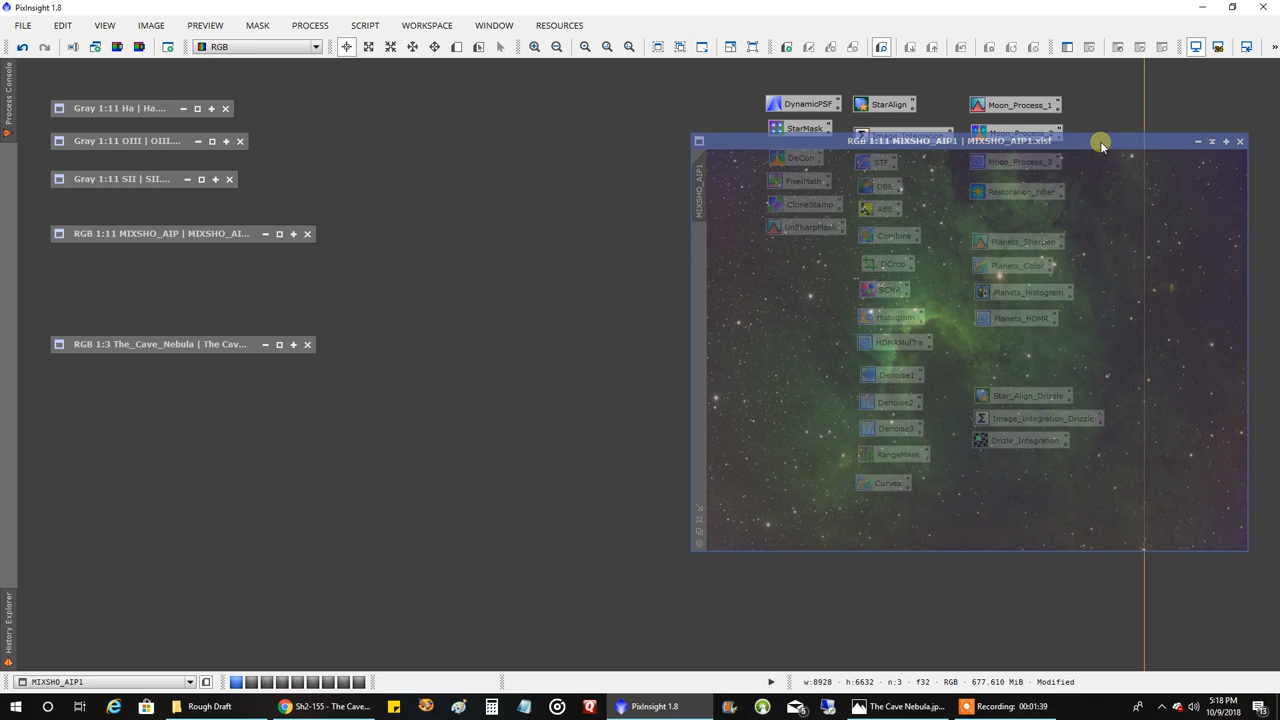 PixInsight 1.8
FILE EDIT VIEW IMAGE PREVIEW MASK PROCESS SCRIPT WORKSPACE WINDOW RESOURCES
RGB
1:1
Process Console
Gray 1:11 Ha | Ha....
Gray 1:11 OIII | OIII....
Gray 1:11 SII | SII....
RGB 1:11 MIXSHO_AIP | MIXSHO_AI...
RGB 1:3 The_Cave_Nebula | The Cav...
DynamicPSF StarAlign Moon_Process_1
StarMask Image_Integration Moon_Process_2
RGB 1:11 MIXSHO_AIP1 | MIXSHO_AIP1.xisf
DeCon STF Moon_Process_3
PixelMath DBE Restoration_Filter
CloneStamp ABE
UnSharpMask Combine Planets_Sharpen
MIXSHO_AIP1
DCrop Planets_Color
SCNR Planets_Histogram
Histogram Planets_HDMR
HDMRMulTra
Denoise1
Denoise2 Star_Align_Drizzle
Denoise3 Image_Integration_Drizzle
RangeMask Drizle_Integration
Curves
History Explorer
MIXSHO_AIP1
w:8928 · h:6632 · n:3 · f32 · RGB · 677.610 MiB · Modified
Rough Draft
Sh2-155 - The Cave...
PixInsight 1.8
The Cave Nebula.jp...
Recording: 00:01:39
5:18 PM
10/9/2018